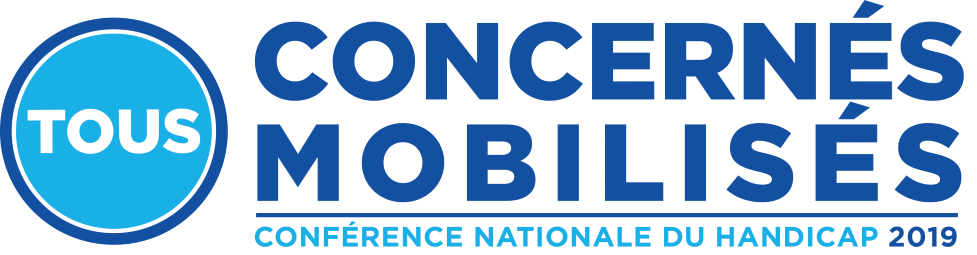 TOUS
CONCERNÉS
MOBILISÉS
CONFÉRENCE NATIONALE DU HANDICAP 2019